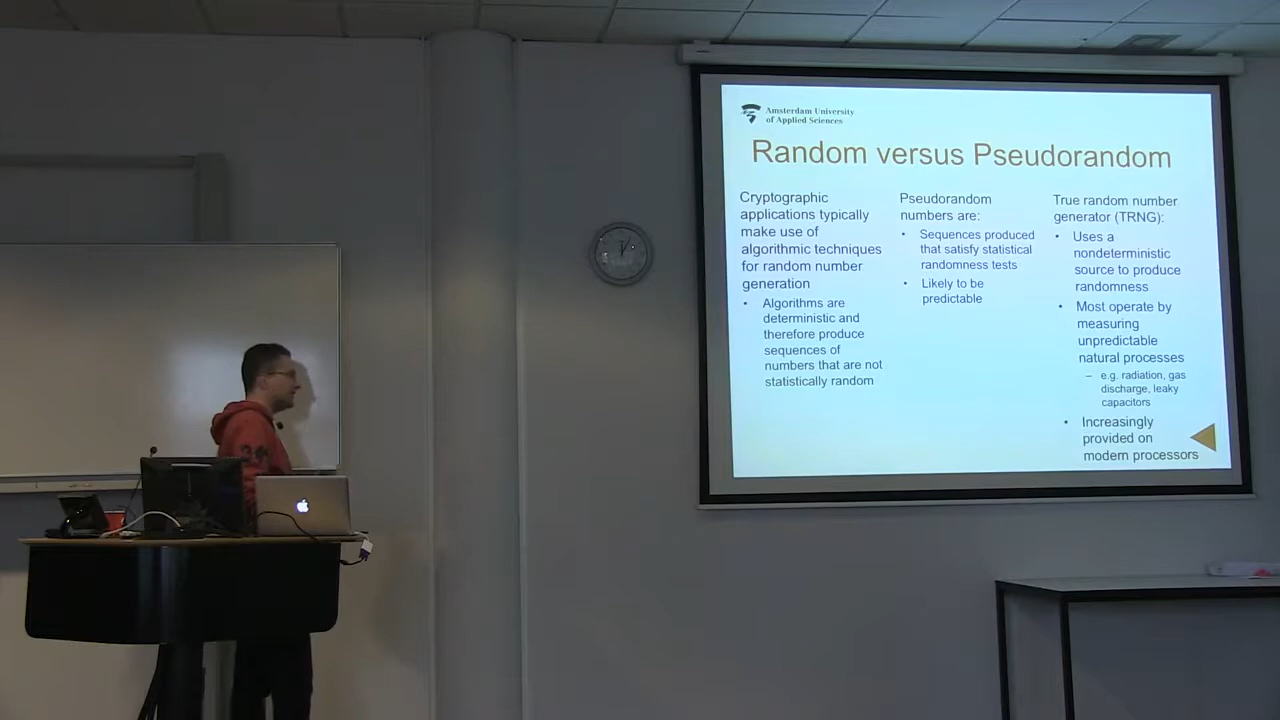 Amsterdam University
of Applied Sciences
Random versus Pseudorandom
Cryptographic
applications typically
make use of
algorithmic techniques
for random number
generation
• Algorithms are
deterministic and
therefore produce
sequences of
numbers that are not
statistically random
Pseudorandom
numbers are:
• Sequences produced
that satisfy statistical
randomness tests
• Likely to be
predictable
True random number
generator (TRNG):
• Uses a
nondeterministic
source to produce
randomness
• Most operate by
measuring
unpredictable
natural processes
– e.g. radiation, gas
discharge, leaky
capacitors
• Increasingly
provided on
modern processors